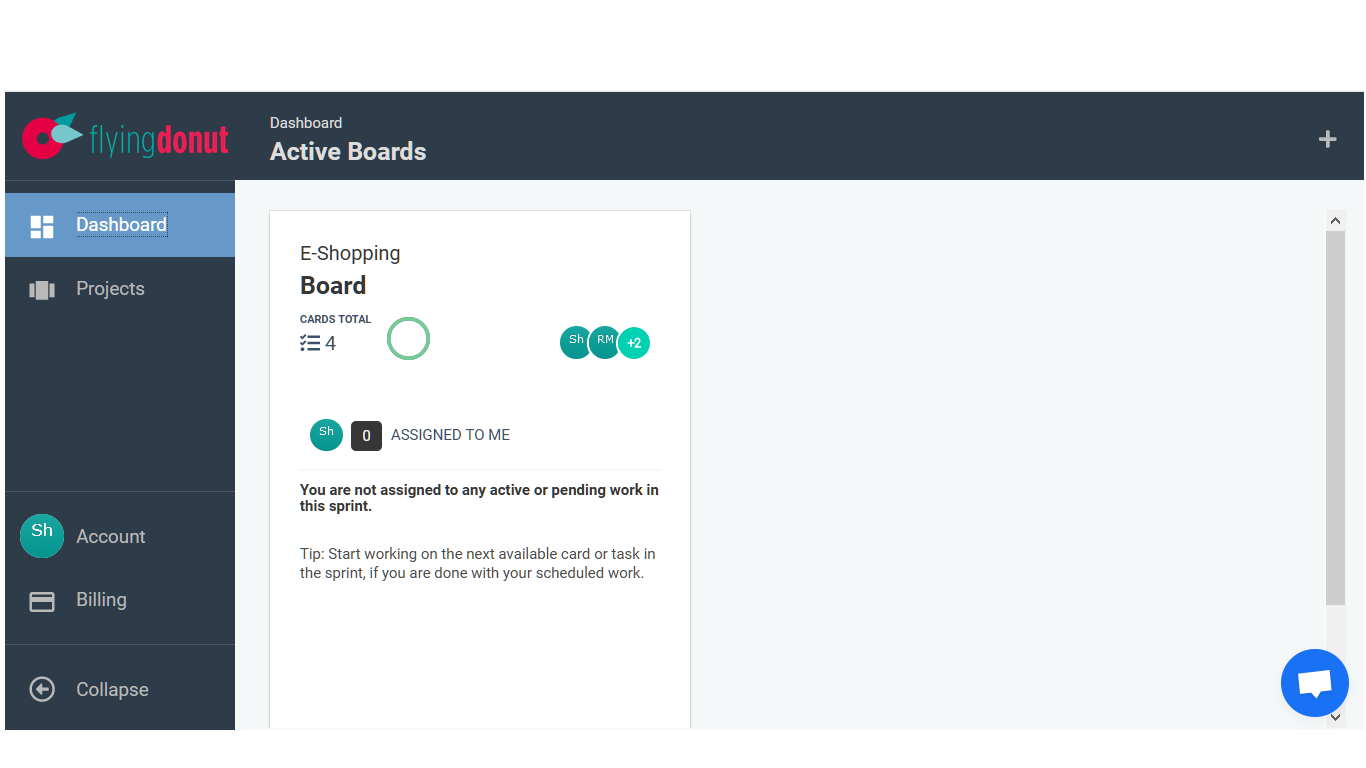 flyingdonut
Dashboard
Active Boards
Dashboard
Projects
Sh Account
Billing
Collapse
E-Shopping
Board
CARDS TOTAL
4
Sh RM +2
Sh 0 ASSIGNED TO ME
You are not assigned to any active or pending work in
this sprint.
Tip: Start working on the next available card or task in
the sprint, if you are done with your scheduled work.